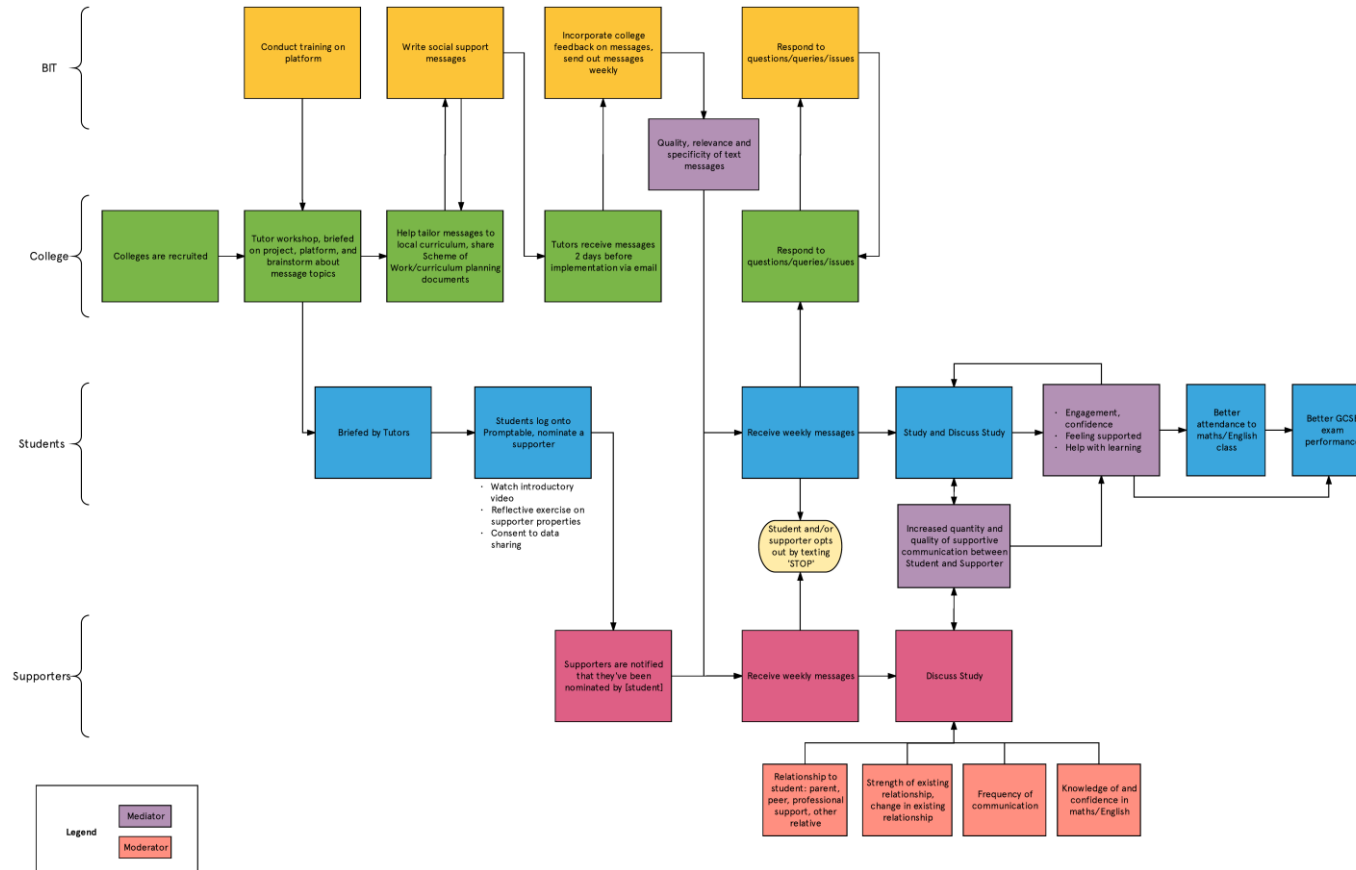 BIT
Conduct training on
platform
Write social support
messages
Incorporate college
feedback on messages,
send out messages
weekly
Respond to
questions/queries/issues
Quality, relevance and
specificity of text
messages
College
Colleges are recruited
Tutor workshop, briefed
on project, platform, and
brainstorm about
message topics
Help tailor messages to
local curriculum, share
Scheme of
Work/curriculum planning
documents
Tutors receive messages
2 days before
implementation via email
Respond to
questions/queries/issues
Students
Briefed by Tutors
Students log onto
Promptable, nominate a
supporter
· Watch introductory
video
· Reflective exercise on
supporter properties
· Consent to data
sharing
Receive weekly messages
Study and Discuss Study
· Engagement,
confidence
· Feeling supported
· Help with learning
Better
attendance to
maths/English
class
Better GCSE
exam
performance
Student and/or
supporter opts
out by texting
'STOP'
Increased quantity and
quality of supportive
communication between
Student and Supporter
Supporters
Supporters are notified
that they've been
nominated by [student]
Receive weekly messages
Discuss Study
Relationship to
student: parent,
peer, professional
support, other
relative
Strength of existing
relationship,
change in existing
relationship
Frequency of
communication
Knowledge of and
confidence in
maths/English
Legend
Mediator
Moderator